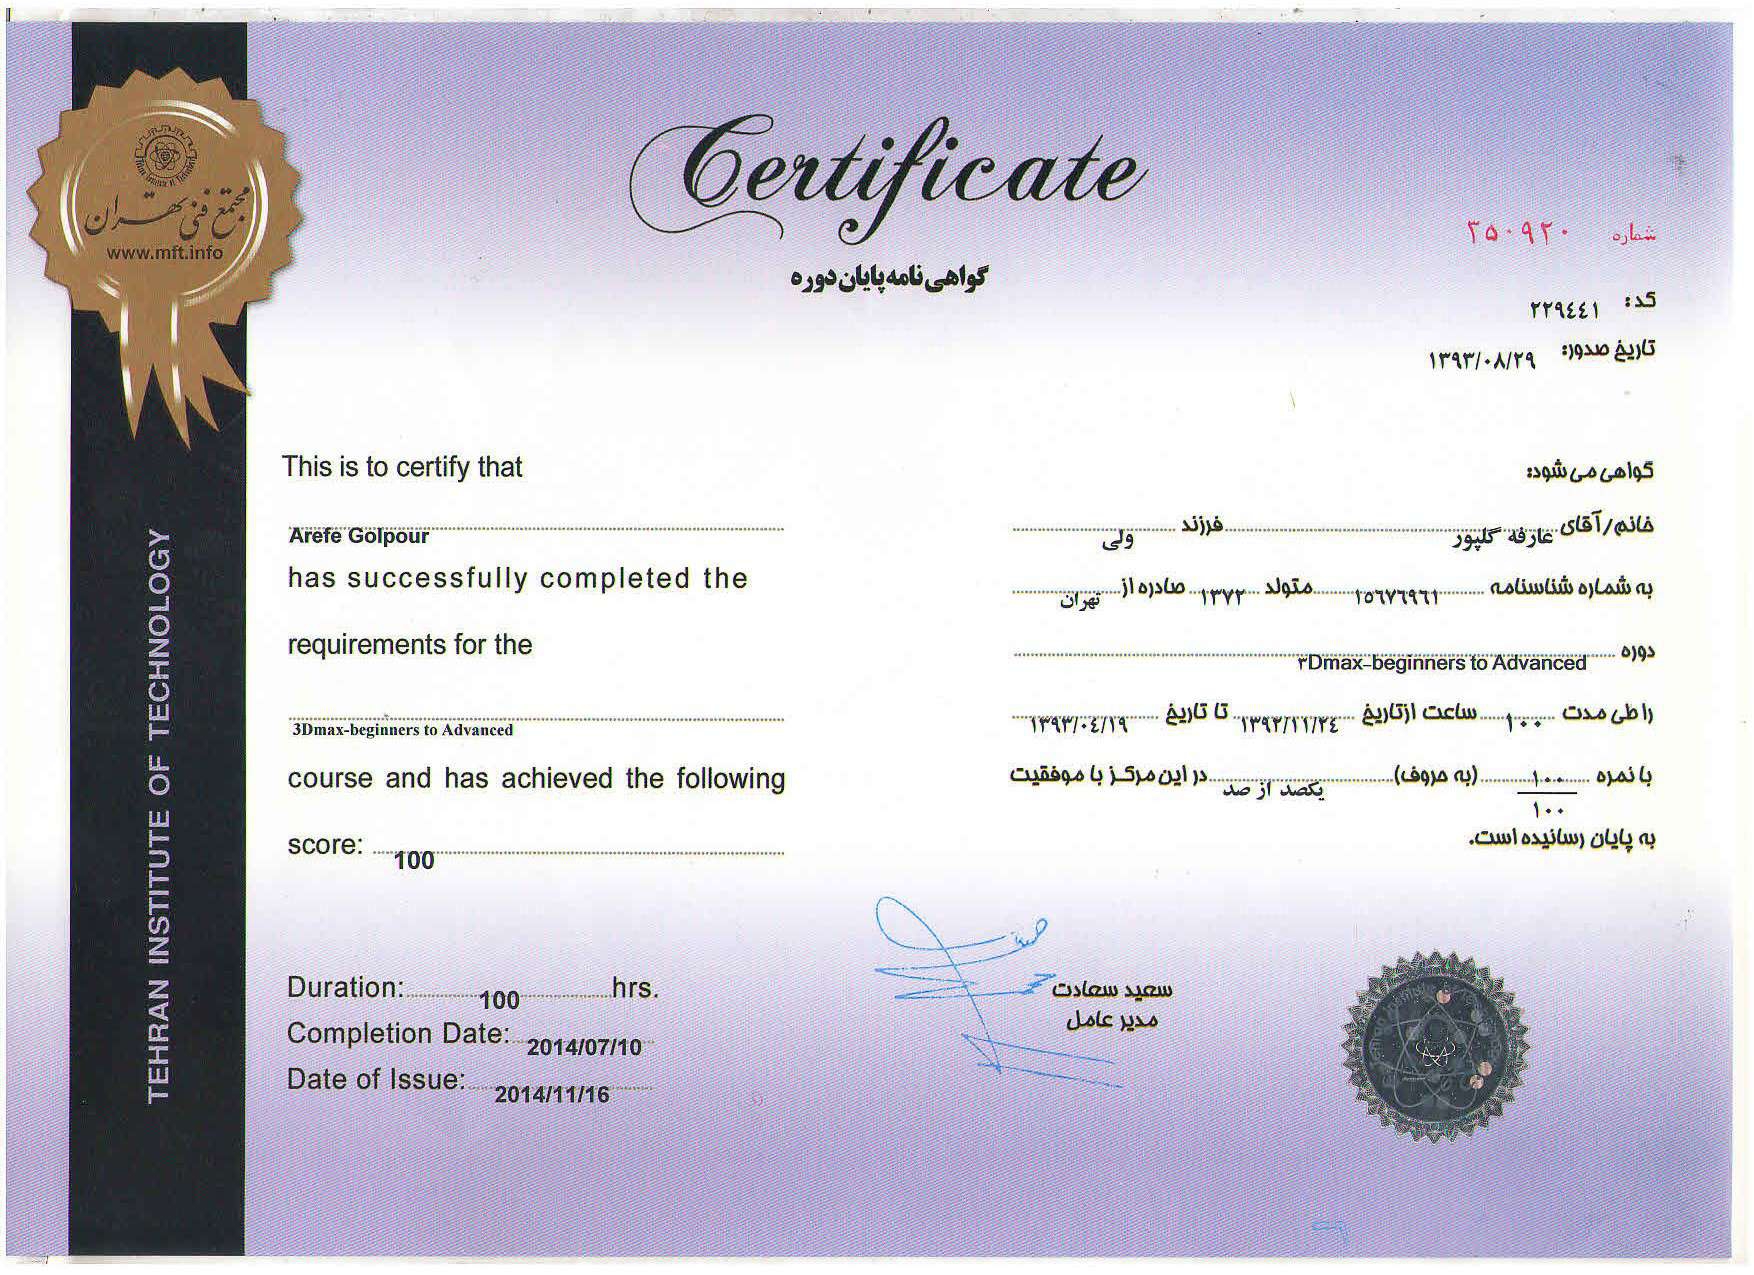 مجتمع فنی تهران
www.mft.info
TEHRAN INSTITUTE OF TECHNOLOGY
Certificate
گواهی نامه پایان دوره
شماره ۲۵۰۹۲۰
کد: ۲۲۹٤٤۱
تاریخ صدور: ۱۳۹۳/۰۸/۲۹
This is to certify that
Arefe Golpour
has successfully completed the
requirements for the
3Dmax-beginners to Advanced
course and has achieved the following
score: 100
Duration: 100 hrs.
Completion Date: 2014/07/10
Date of Issue: 2014/11/16
گواهی می شود:
خانم/آقای عارفه گلپور فرزند ولی
به شماره شناسنامه ۱٥٦۷٦۹٦۱ متولد ۱۳۷۲ صادره از تهران
دوره ۳Dmax-beginners to Advanced
را طی مدت ۱۰۰ ساعت از تاریخ ۱۳۹۲/۱۱/۲٤ تا تاریخ ۱۳۹۳/۰٤/۱۹
با نمره ۱۰۰ (به حروف) یکصد از صد در این مرکز با موفقیت
۱۰۰
به پایان رسانیده است.
سعید سعادت
مدیر عامل